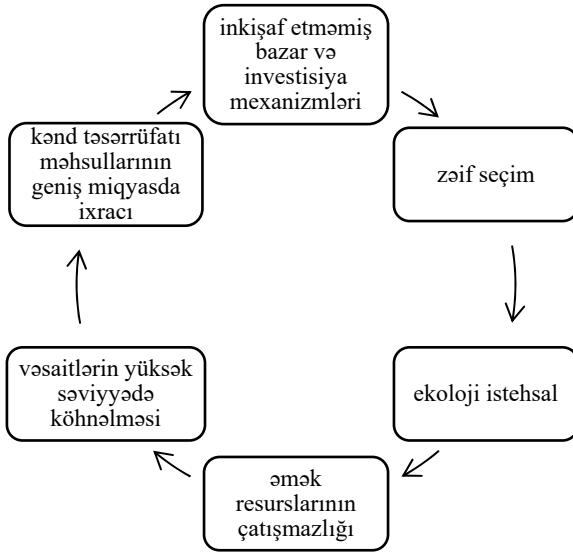 inkişaf etməmiş
bazar və
investisiya
mexanizmləri
zəif seçim
ekoloji istehsal
əmək
resurslarının
çatışmazlığı
vəsaitlərin yüksək
səviyyədə
köhnəlməsi
kənd təsərrüfatı
məhsullarının
geniş miqyasda
ixracı